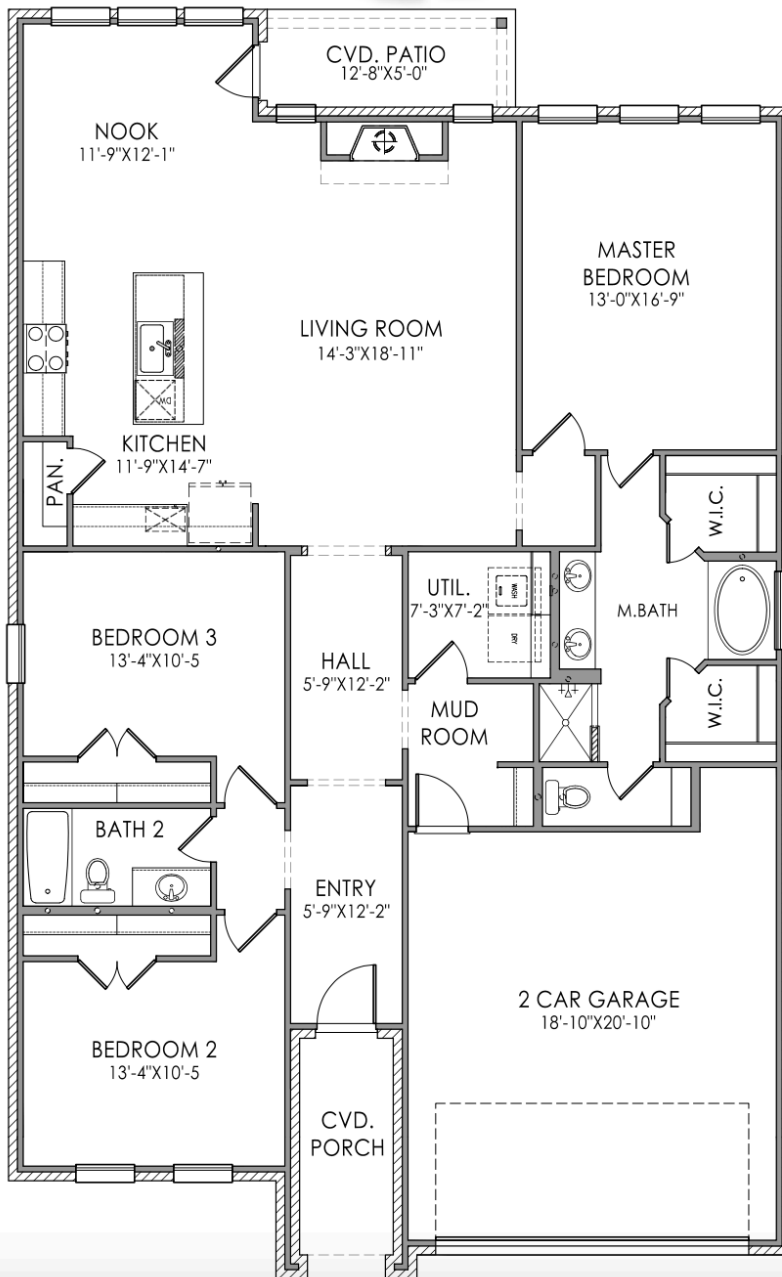 CVD. PATIO
12'-8"X5'-0"
NOOK
11'-9"X12'-1"
MASTER
BEDROOM
13'-0"X16'-9"
LIVING ROOM
14'-3"X18'-11"
DW
KITCHEN
11'-9"X14'-7"
PAN.
W.I.C.
UTIL.
7'-3"X7'-2"
WASH
DRY
M.BATH
BEDROOM 3
13'-4"X10'-5
HALL
5'-9"X12'-2"
W.I.C.
MUD
ROOM
BATH 2
ENTRY
5'-9"X12'-2"
2 CAR GARAGE
18'-10"X20'-10"
BEDROOM 2
13'-4"X10'-5
CVD.
PORCH